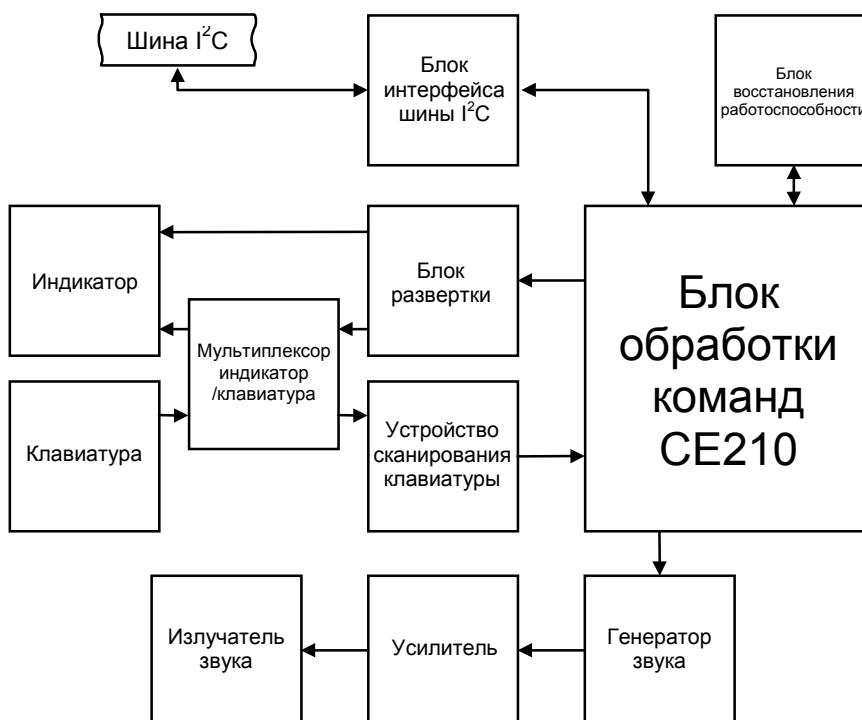 Шина I²C
Блок
интерфейса
шины I²C
Блок
восстановления
работоспособности
Индикатор
Блок
развертки
Мультиплексор
индикатор
/клавиатура
Блок
обработки
команд
CE210
Клавиатура
Устройство
сканирования
клавиатуры
Излучатель
звука
Усилитель
Генератор
звука